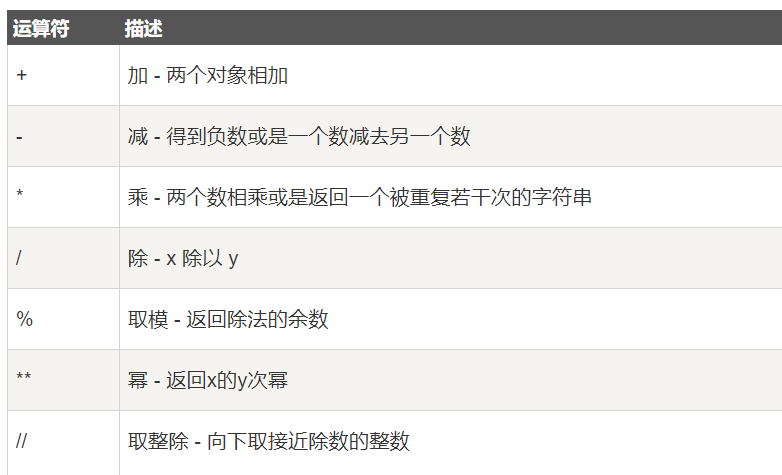 运算符 描述
+ 加 - 两个对象相加
- 减 - 得到负数或是一个数减去另一个数
* 乘 - 两个数相乘或是返回一个被重复若干次的字符串
/ 除 - x 除以 y
% 取模 - 返回除法的余数
** 幂 - 返回x的y次幂
// 取整除 - 向下取接近除数的整数